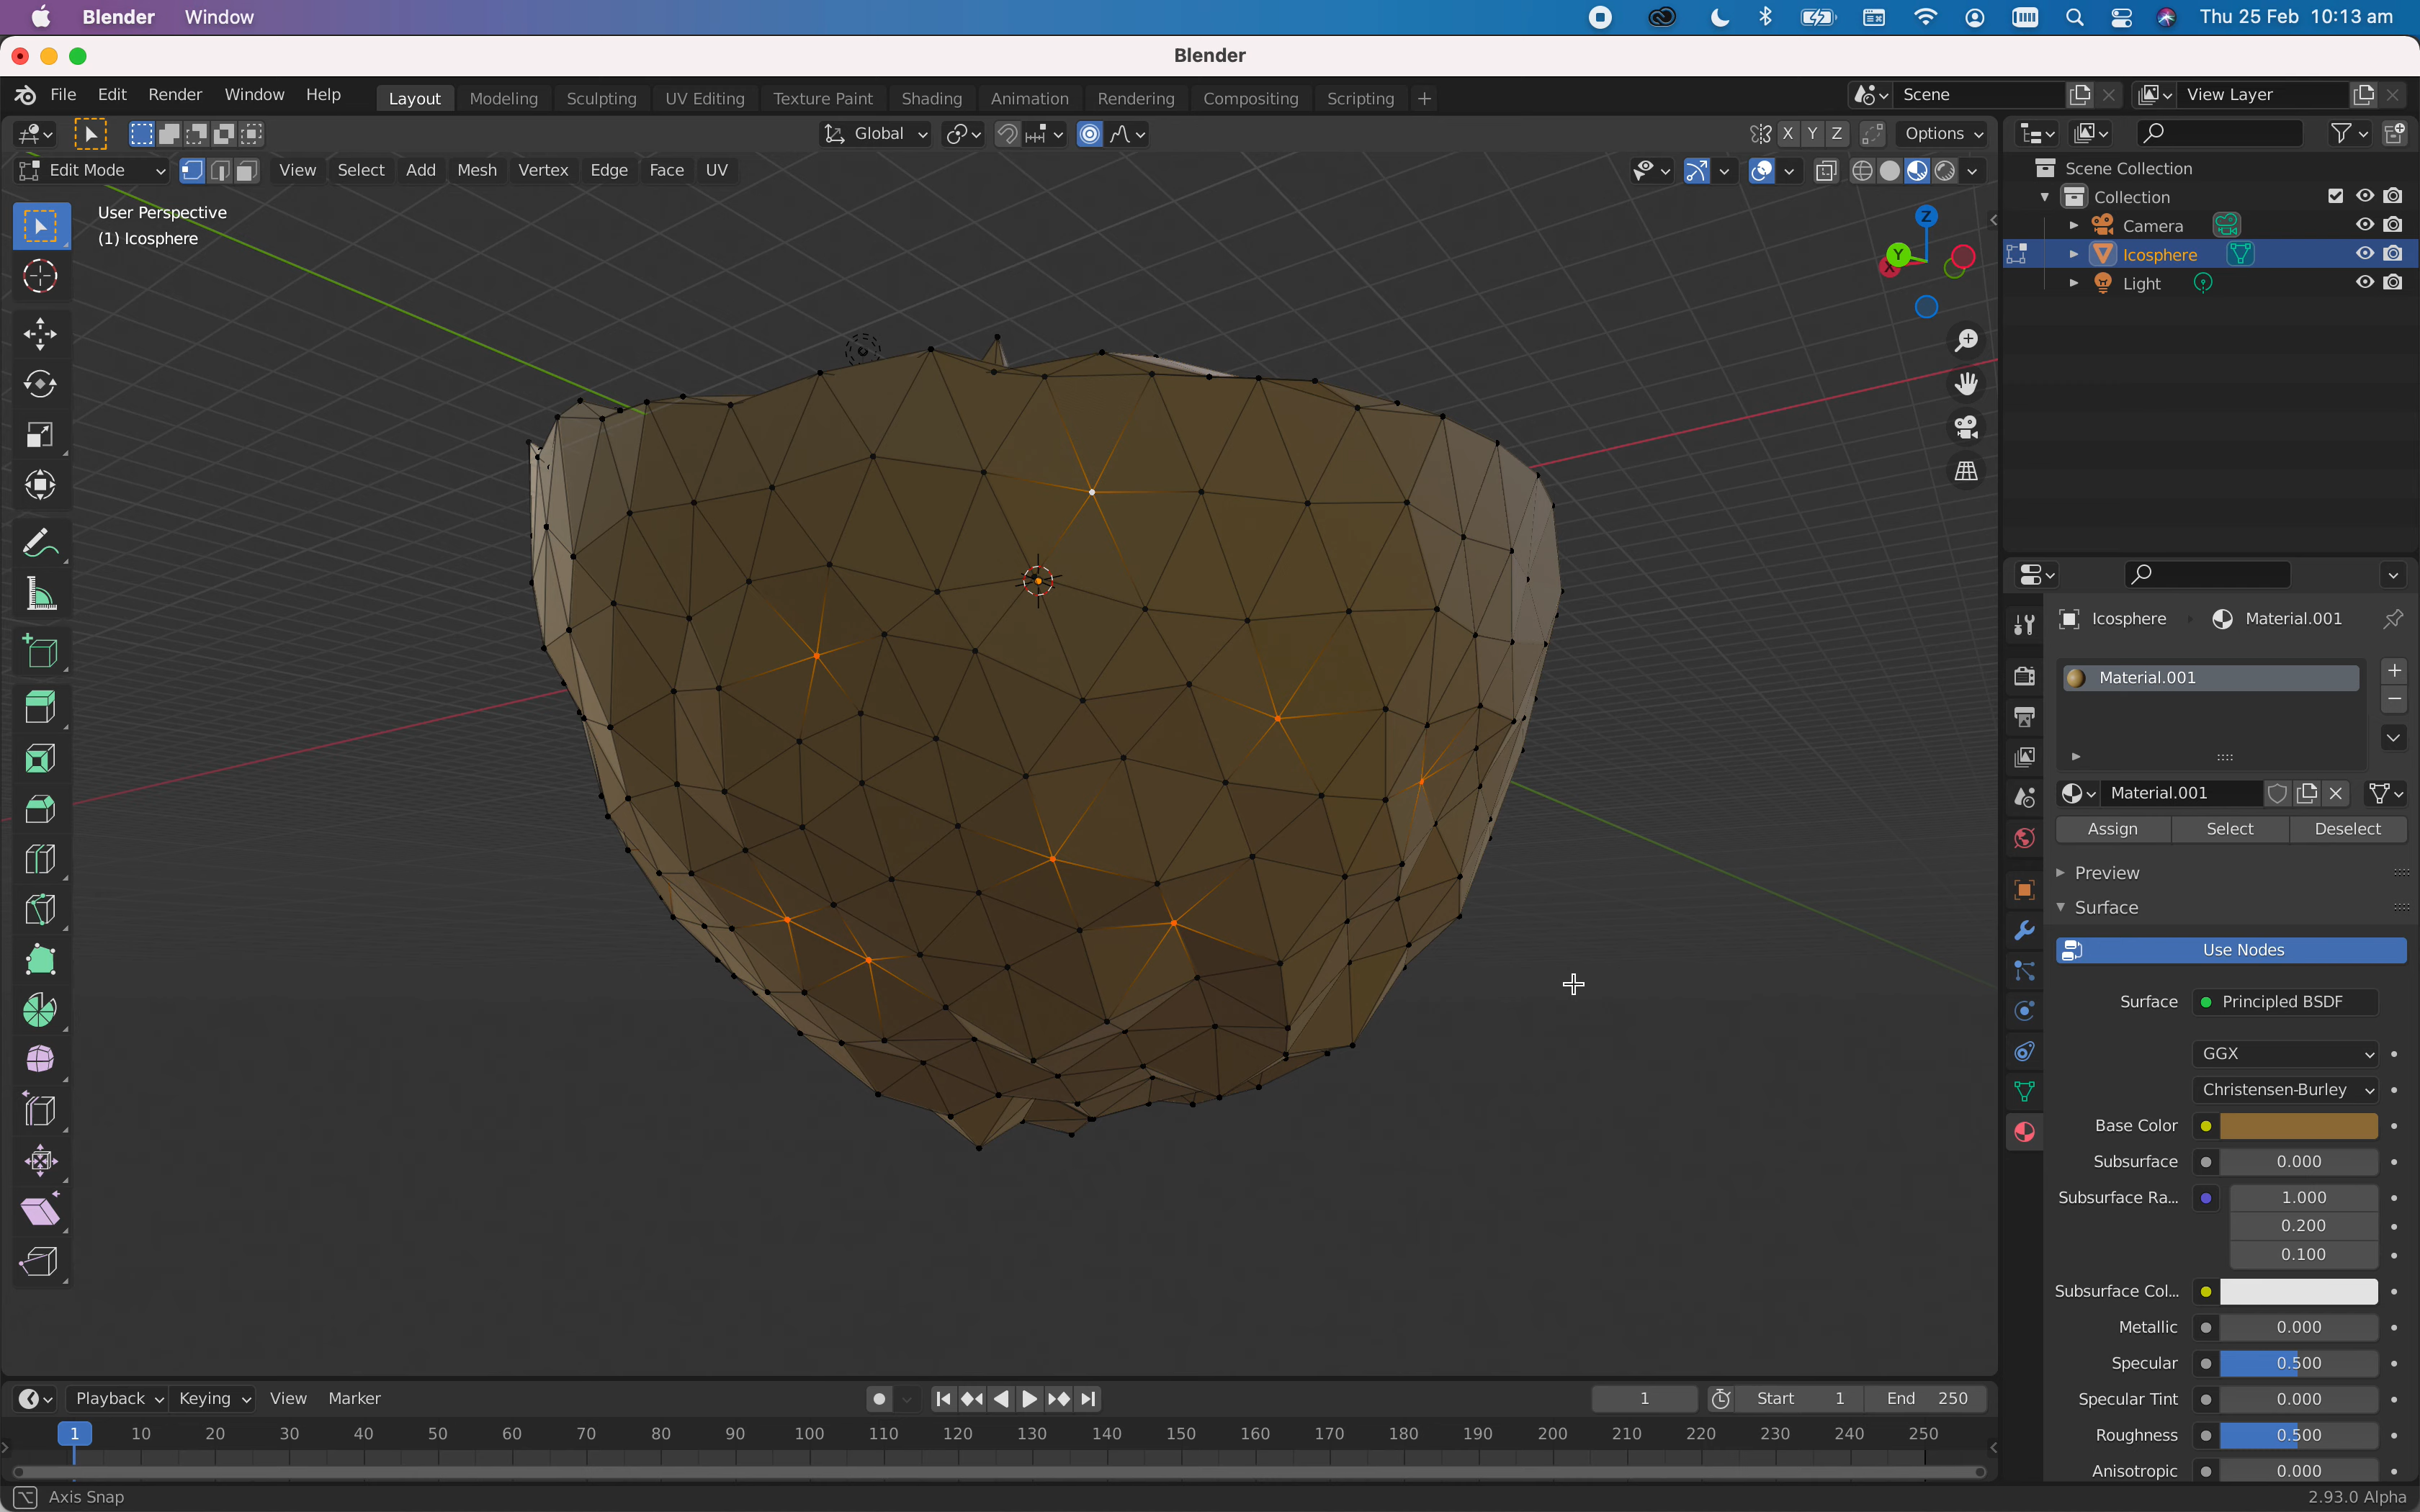 Blender Window Thu 25 Feb 10:13 am
Blender
File Edit Render Window Help Layout Modeling Sculpting UV Editing Texture Paint Shading Animation Rendering Compositing Scripting + Scene View Layer
Global X Y Z Options
Edit Mode View Select Add Mesh Vertex Edge Face UV
Scene Collection
Collection
Camera
Icosphere
Light
User Perspective
(1) Icosphere
Z
Y
X
Icosphere Material.001
Material.001
Material.001
Assign Select Deselect
Preview
Surface
Use Nodes
Surface Principled BSDF
GGX
Christensen-Burley
Base Color
Subsurface 0.000
Subsurface Ra... 1.000
0.200
0.100
Subsurface Col...
Metallic 0.000
Specular 0.500
Specular Tint 0.000
Roughness 0.500
Anisotropic 0.000
Playback Keying View Marker 1 Start 1 End 250
1 10 20 30 40 50 60 70 80 90 100 110 120 130 140 150 160 170 180 190 200 210 220 230 240 250
Axis Snap 2.93.0 Alpha